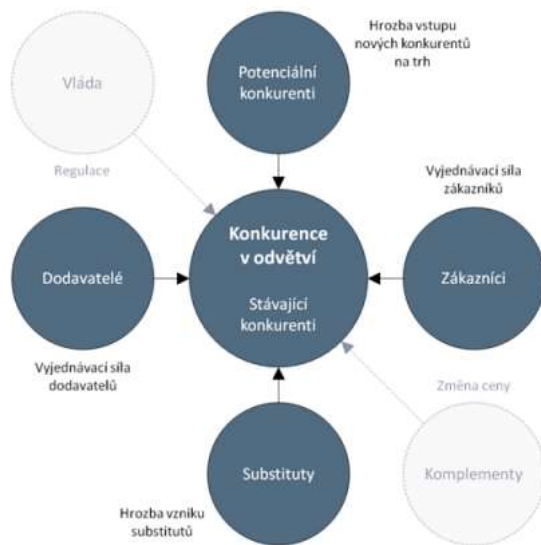 Hrozba vstupu
nových konkurentů
na trh
Potenciální
konkurenti
Vláda
Regulace
Vyjednávací síla
zákazníků
Konkurence
v odvětví
Stávající
konkurenti
Dodavatelé
Zákazníci
Vyjednávací síla
dodavatelů
Změna ceny
Substituty
Komplementy
Hrozba vzniku
substitutů